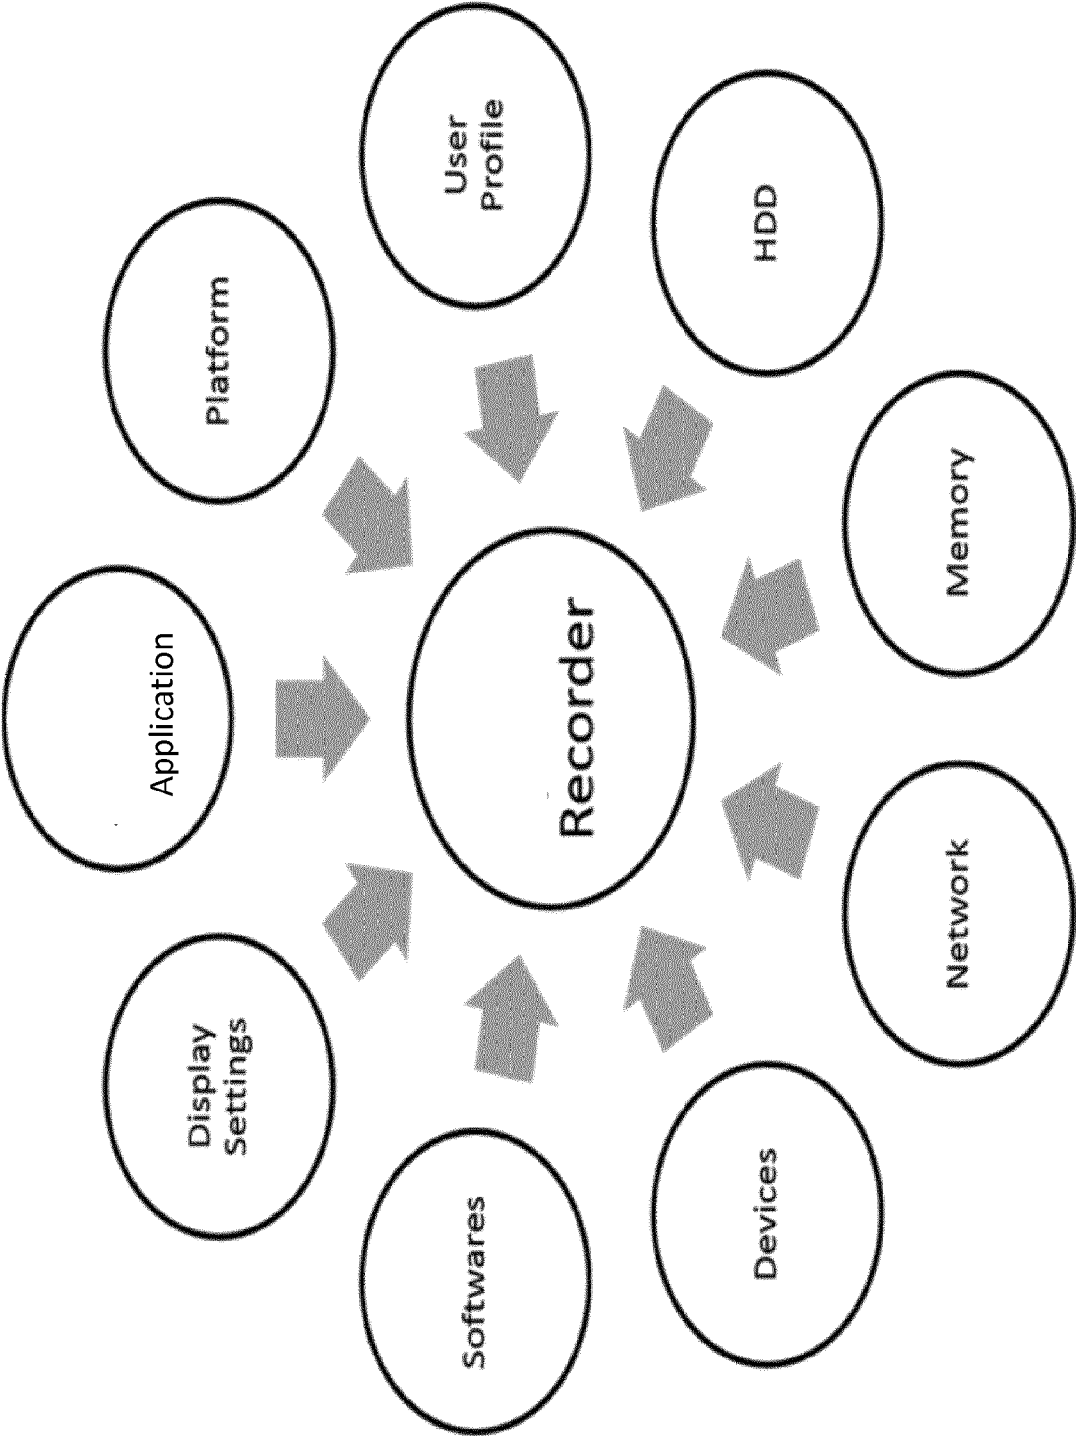 Application
Platform
User
Profile
HDD
Memory
Network
Devices
Softwares
Display
Settings
Recorder